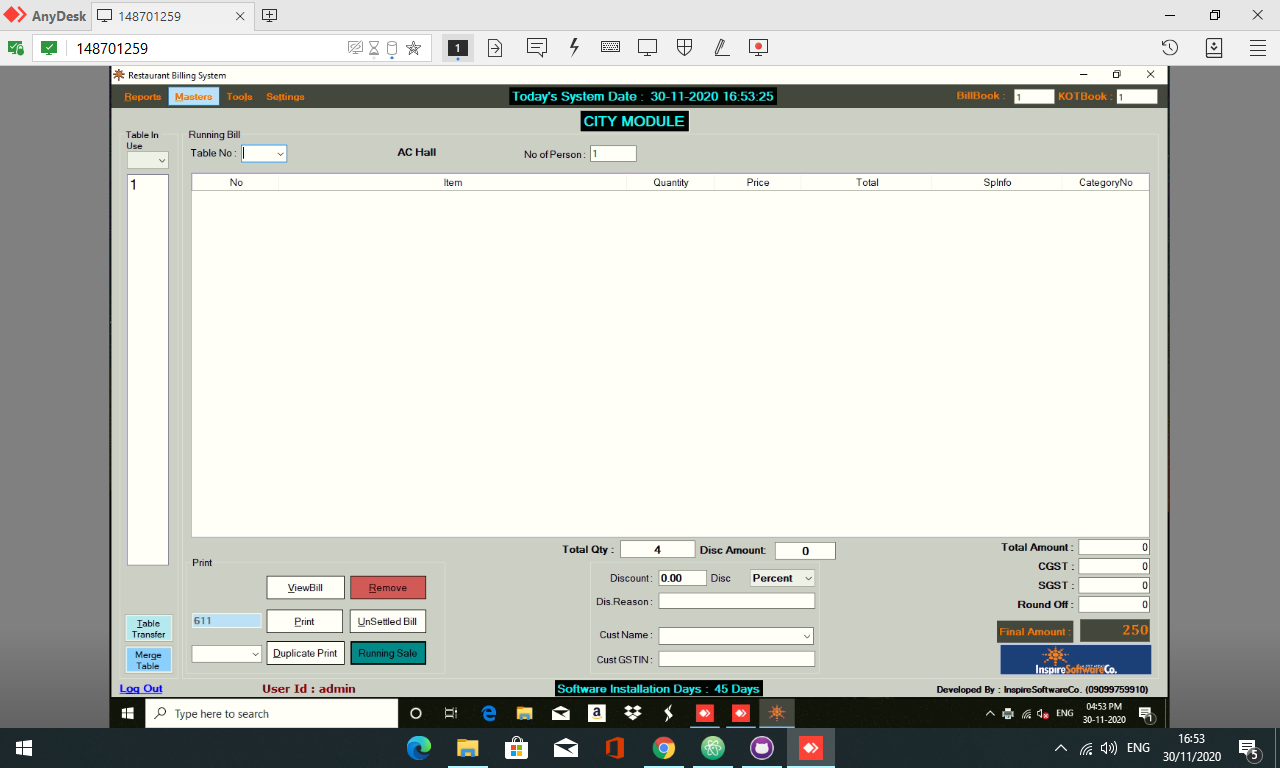 AnyDesk
148701259
148701259
1
Restaurant Billing System
Reports Masters Tools Settings
Today's System Date : 30-11-2020 16:53:25
BillBook : 1 KOTBook : 1
CITY MODULE
Table In Use
1
Running Bill
Table No :
AC Hall
No of Person : 1
No Item Quantity Price Total SpInfo CategoryNo
Total Qty : 4 Disc Amount: 0
Discount : 0.00 Disc Percent
Dis.Reason :
Cust Name :
Cust GSTIN :
Total Amount : 0
CGST : 0
SGST : 0
Round Off : 0
Final Amount : 250
InspireSoftwareCo.
Print
ViewBill Remove
611 Print UnSettled Bill
Duplicate Print Running Sale
Table Transfer
Merge Table
Log Out
User Id : admin
Software Installation Days : 45 Days
Developed By : InspireSoftwareCo. (09099759910)
Type here to search
ENG
04:53 PM
30-11-2020
1
ENG
16:53
30/11/2020
5